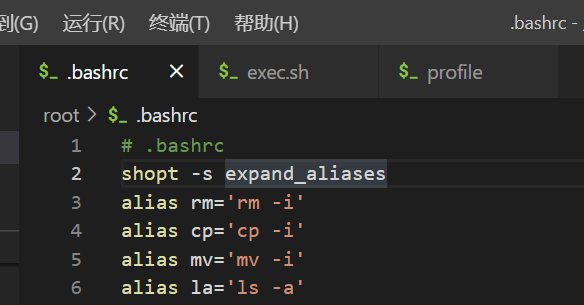 到(G) 运行(R) 终端(T) 帮助(H) .bashrc -
$_ .bashrc × $_ exec.sh $_ profile
root > $_ .bashrc
1 # .bashrc
2 shopt -s expand_aliases
3 alias rm='rm -i'
4 alias cp='cp -i'
5 alias mv='mv -i'
6 alias la='ls -a'